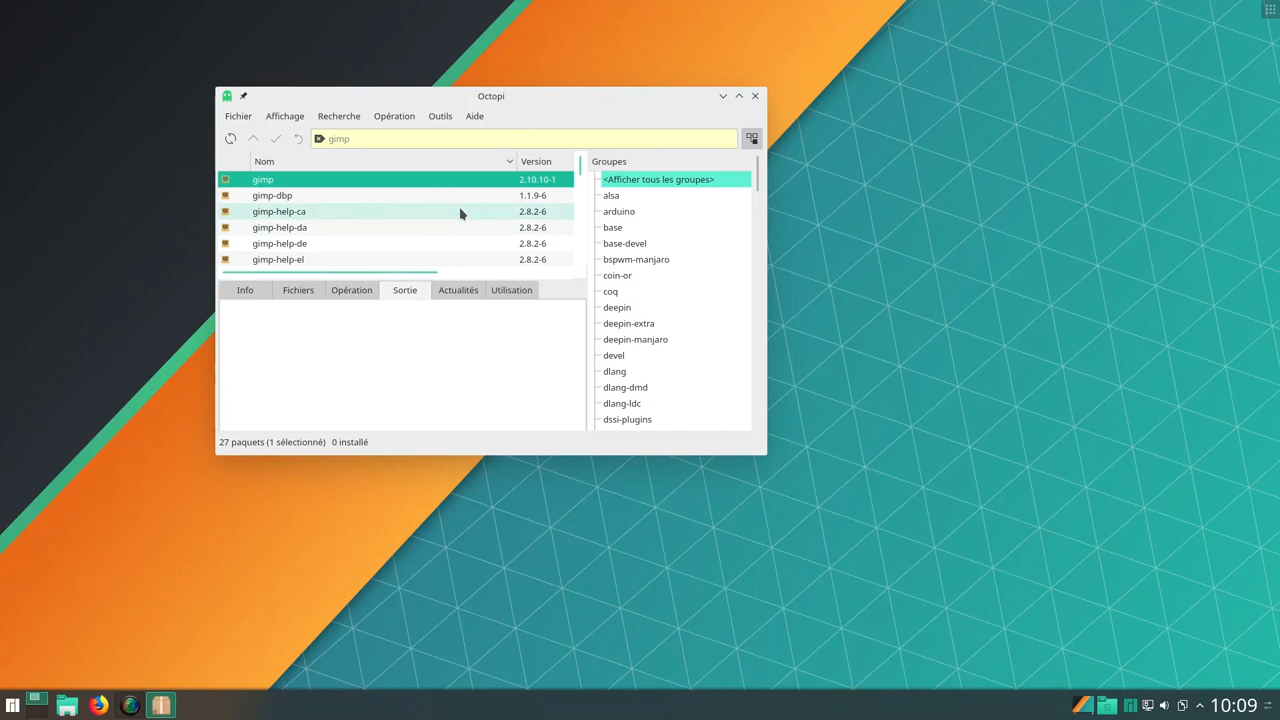 Octopi
Fichier Affichage Recherche Opération Outils Aide
gimp
Nom Version
gimp 2.10.10-1
gimp-dbp 1.1.9-6
gimp-help-ca 2.8.2-6
gimp-help-da 2.8.2-6
gimp-help-de 2.8.2-6
gimp-help-el 2.8.2-6
Info Fichiers Opération Sortie Actualités Utilisation
Groupes
<Afficher tous les groupes>
alsa
arduino
base
base-devel
bspwm-manjaro
coin-or
coq
deepin
deepin-extra
deepin-manjaro
devel
dlang
dlang-dmd
dlang-ldc
dssi-plugins
27 paquets (1 sélectionné) 0 installé
10:09